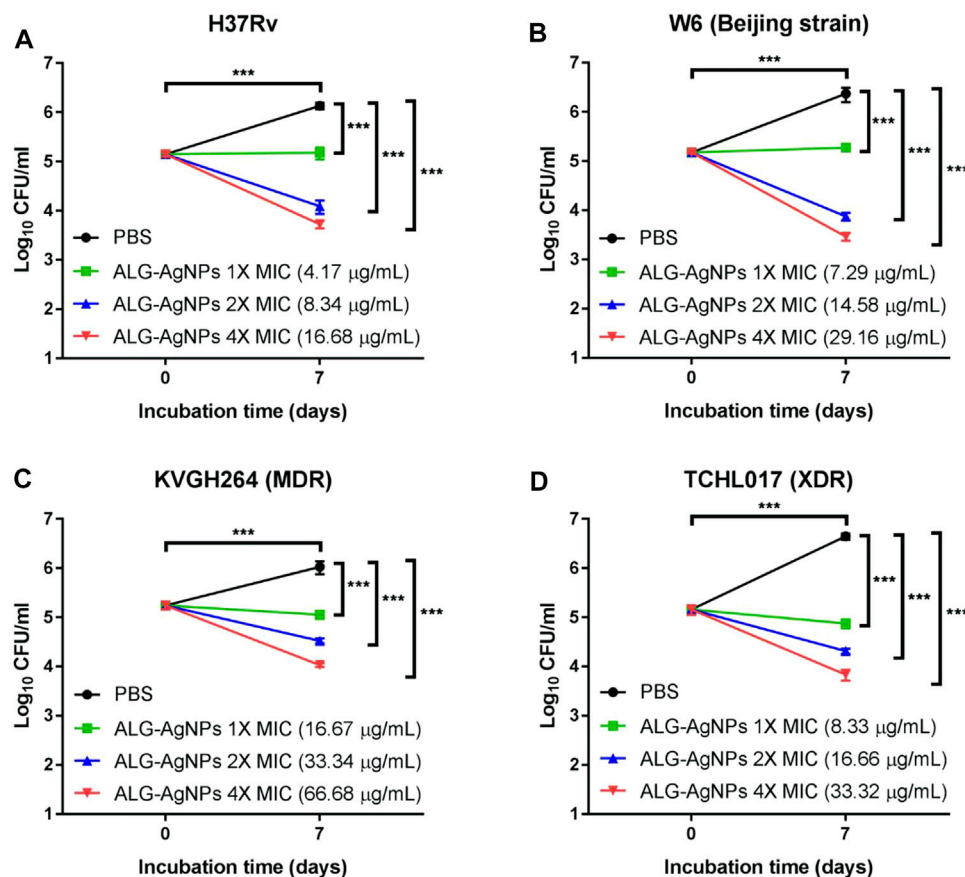 A
H37Rv
Log10 CFU/ml
7
6
5
4
3
2
1
***
***
***
***
PBS
ALG-AgNPs 1X MIC (4.17 µg/mL)
ALG-AgNPs 2X MIC (8.34 µg/mL)
ALG-AgNPs 4X MIC (16.68 µg/mL)
0
7
Incubation time (days)
B
W6 (Beijing strain)
Log10 CFU/ml
7
6
5
4
3
2
1
***
***
***
***
PBS
ALG-AgNPs 1X MIC (7.29 µg/mL)
ALG-AgNPs 2X MIC (14.58 µg/mL)
ALG-AgNPs 4X MIC (29.16 µg/mL)
0
7
Incubation time (days)
C
KVGH264 (MDR)
Log10 CFU/ml
7
6
5
4
3
2
1
***
***
***
***
PBS
ALG-AgNPs 1X MIC (16.67 µg/mL)
ALG-AgNPs 2X MIC (33.34 µg/mL)
ALG-AgNPs 4X MIC (66.68 µg/mL)
0
7
Incubation time (days)
D
TCHL017 (XDR)
Log10 CFU/ml
7
6
5
4
3
2
1
***
***
***
***
PBS
ALG-AgNPs 1X MIC (8.33 µg/mL)
ALG-AgNPs 2X MIC (16.66 µg/mL)
ALG-AgNPs 4X MIC (33.32 µg/mL)
0
7
Incubation time (days)